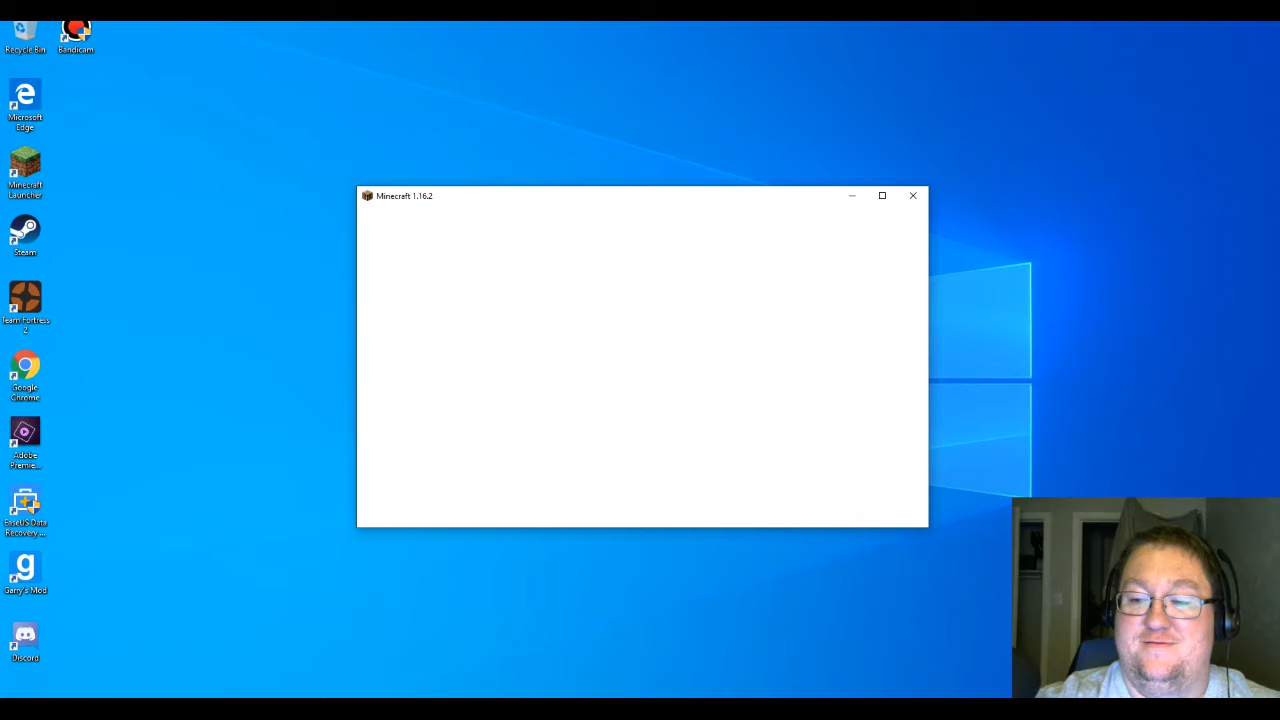 Recycle Bin
Bandicam
Microsoft
Edge
Minecraft
Launcher
Steam
Team Fortress
2
Google
Chrome
Adobe
Premie...
EaseUS Data
Recovery ...
Garry's Mod
Discord
Minecraft 1.16.2